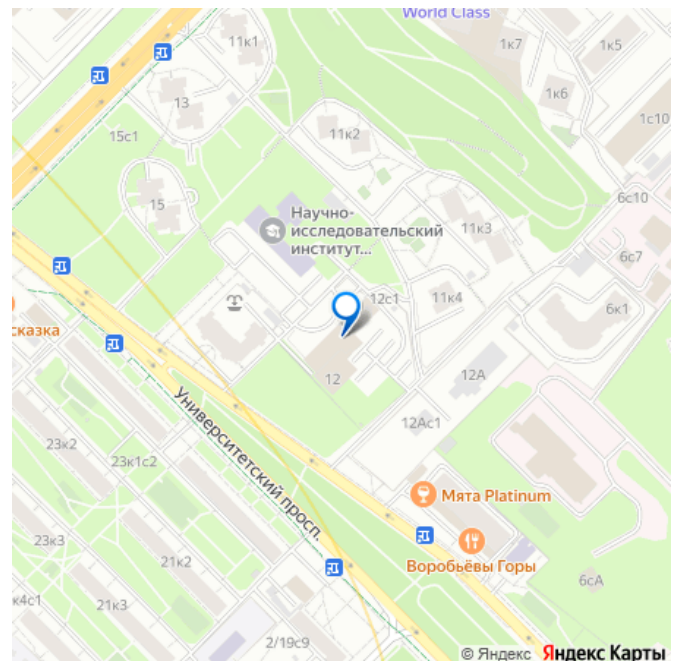 World Class
11к1
1к7
1к5
1к6
13
1с10
15с1
11к2
15
6с10
Научно-
исследовательский
институт...
11к3
6с7
12с1
11к4
6к1
сказка
12
12А
Университетский просп.
12Ас1
23к2
23к1с2
Мята Platinum
23к3
21к2
Воробьёвы Горы
6сА
к4с1
21к3
2/19с9
© Яндекс Яндекс Карты